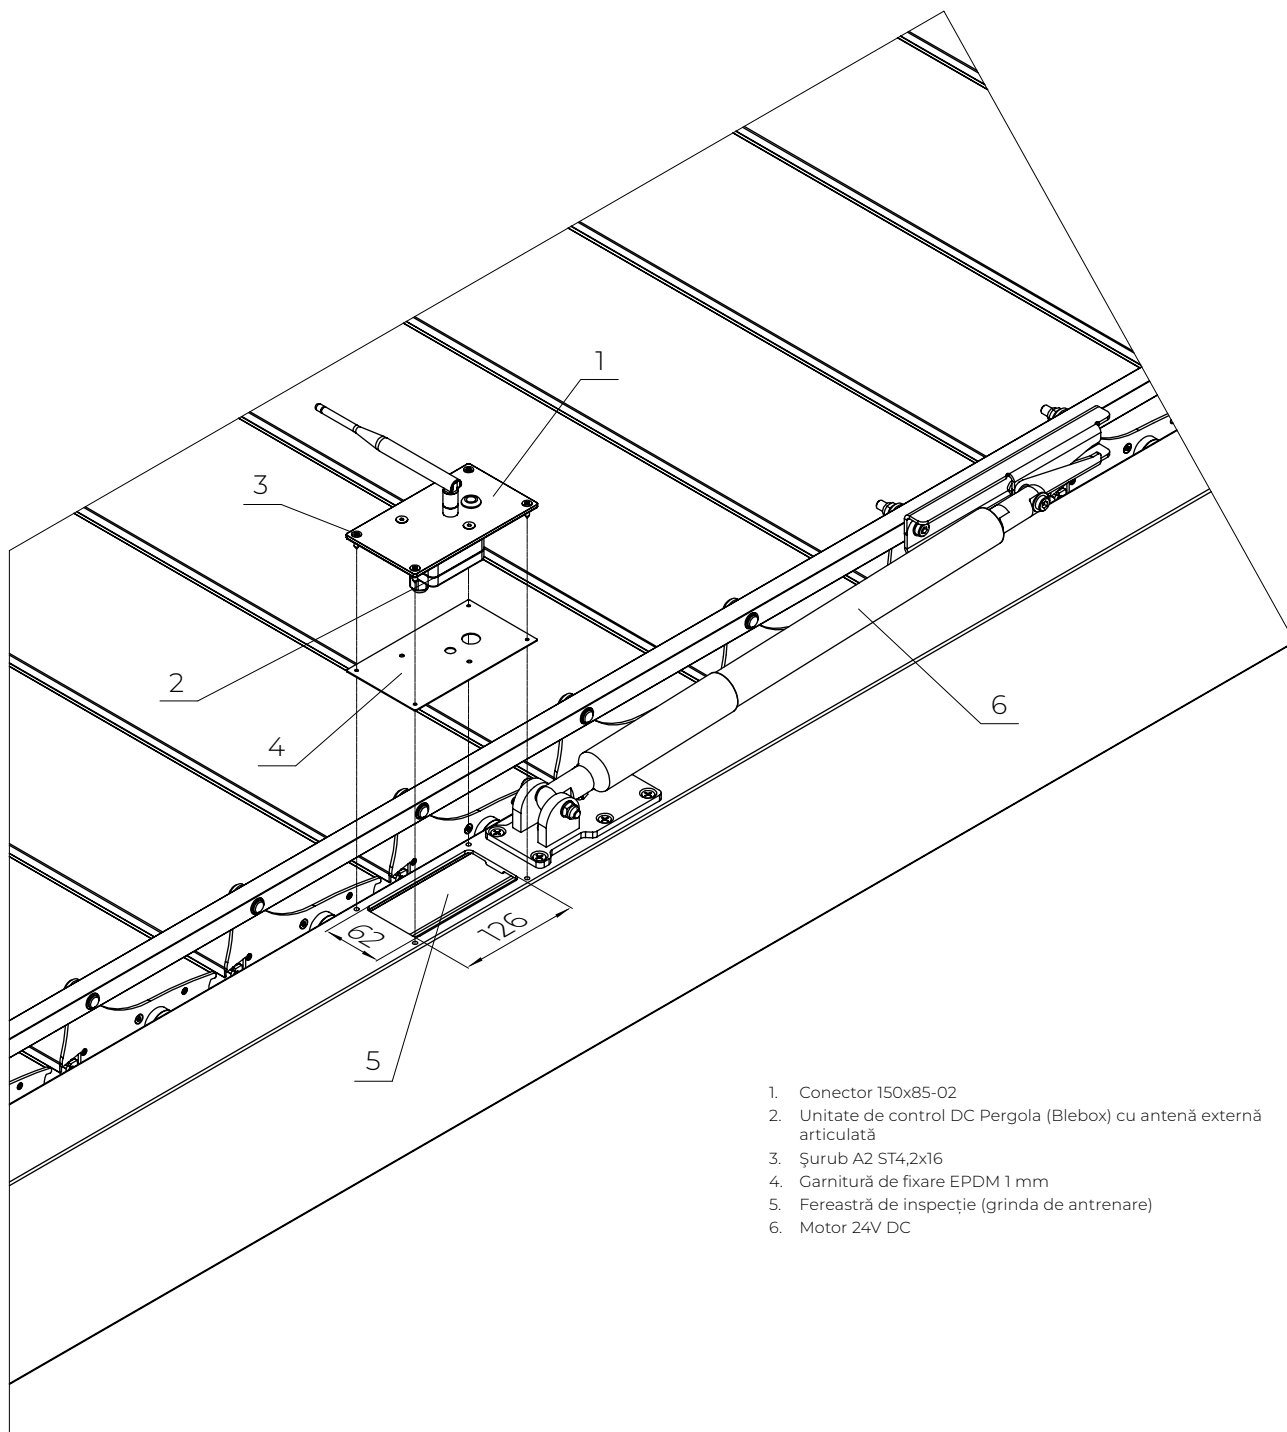 1
3
2
4
6
62
126
5
1. Conector 150x85-02
2. Unitate de control DC Pergola (Blebox) cu antenă externă
articulată
3. Șurub A2 ST4,2x16
4. Garnitură de fixare EPDM 1 mm
5. Fereastră de inspecție (grinda de antrenare)
6. Motor 24V DC